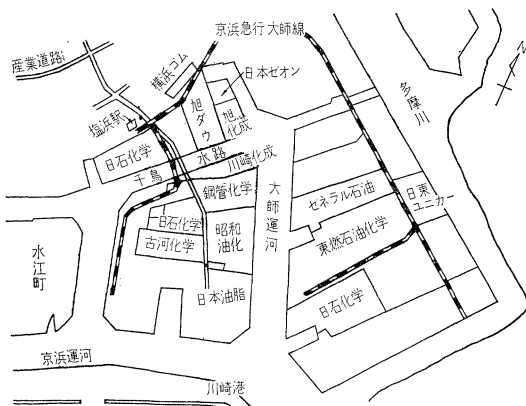 京浜急行大師線
産業道路
横浜ゴム
日本ゼオン
旭ダウ
旭化成
多摩川
塩浜駅
日石化学
水路
川崎化成
千鳥
鋼管化学
大師運河
セネラル石油
日東ユニカー
日石化学
昭和油化
東燃石油化学
古河化学
水江町
日本油脂
日石化学
京浜運河
川崎港